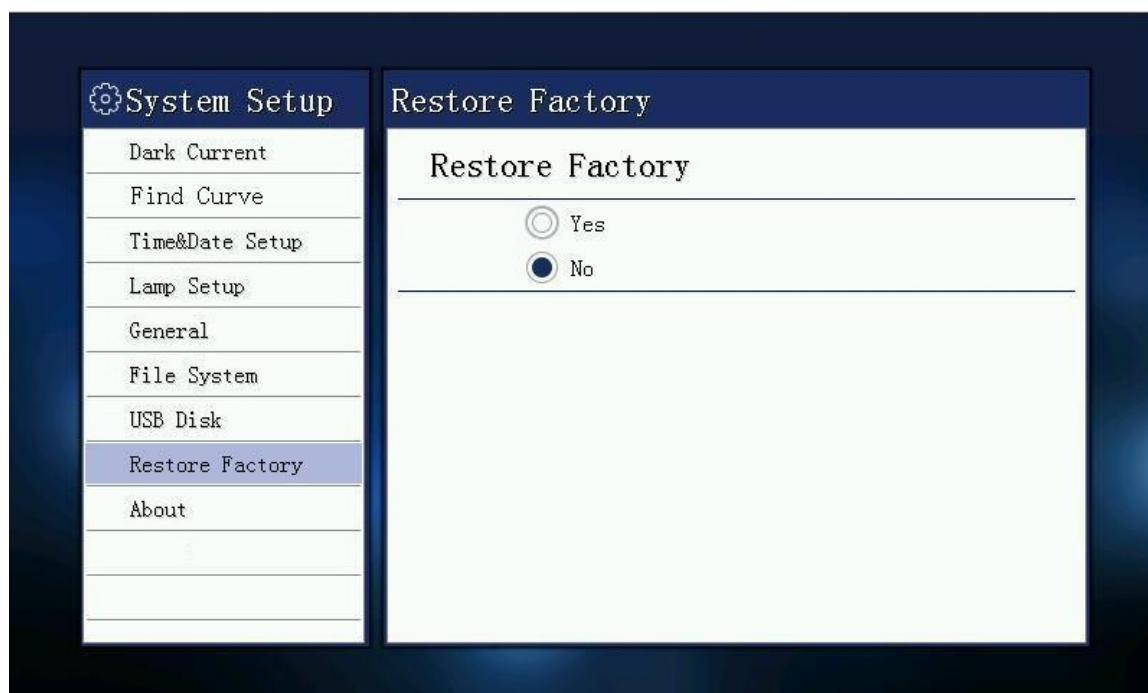 System Setup
Dark Current
Find Curve
Time&Date Setup
Lamp Setup
General
File System
USB Disk
Restore Factory
About
Restore Factory
Restore Factory
Yes
No